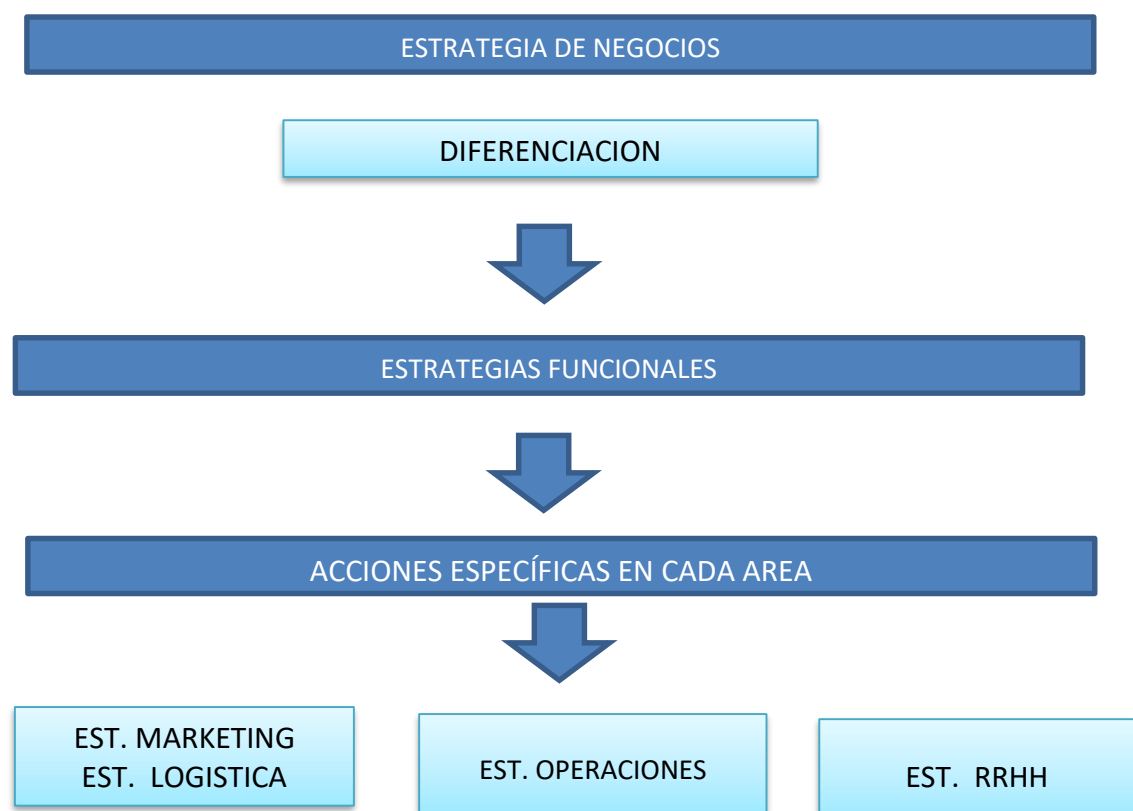 ESTRATEGIA DE NEGOCIOS
DIFERENCIACION
ESTRATEGIAS FUNCIONALES
ACCIONES ESPECÍFICAS EN CADA AREA
EST. MARKETING
EST. LOGISTICA
EST. OPERACIONES
EST. RRHH